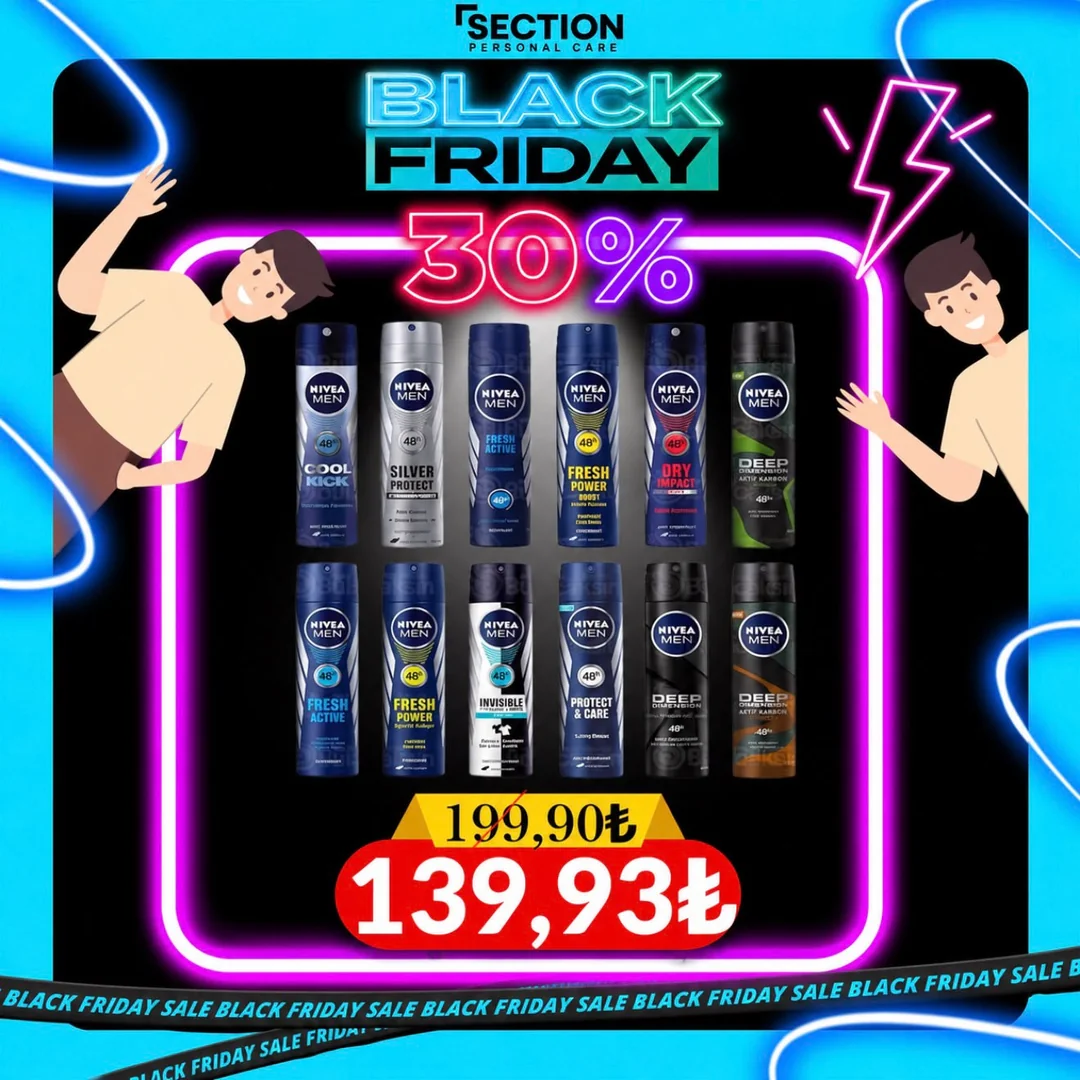 SECTION
PERSONAL CARE
BLACK
FRIDAY
30%
NIVEA
MEN
48h
COOL
KICK
NIVEA
MEN
48h
SILVER
PROTECT
NIVEA
MEN
FRESH
ACTIVE
48h
NIVEA
MEN
48h
FRESH
POWER
BOOST
NIVEA
MEN
48h
DRY
IMPACT
NIVEA
MEN
DEEP
DIMENSION
AKTİF KARBON
48h
NIVEA
MEN
48h
FRESH
ACTIVE
NIVEA
MEN
48h
FRESH
POWER
NIVEA
MEN
48h
INVISIBLE
NIVEA
MEN
48h
PROTECT
& CARE
NIVEA
MEN
DEEP
DIMENSION
48h
NIVEA
MEN
DEEP
DIMENSION
AKTİF KARBON
48h
199,90₺
139,93₺
BLACK FRIDAY SALE BLACK FRIDAY SALE BLACK FRIDAY SALE BLACK FRIDAY SALE BLACK FRIDAY SALE B
BLACK FRIDAY SALE FRIDAY